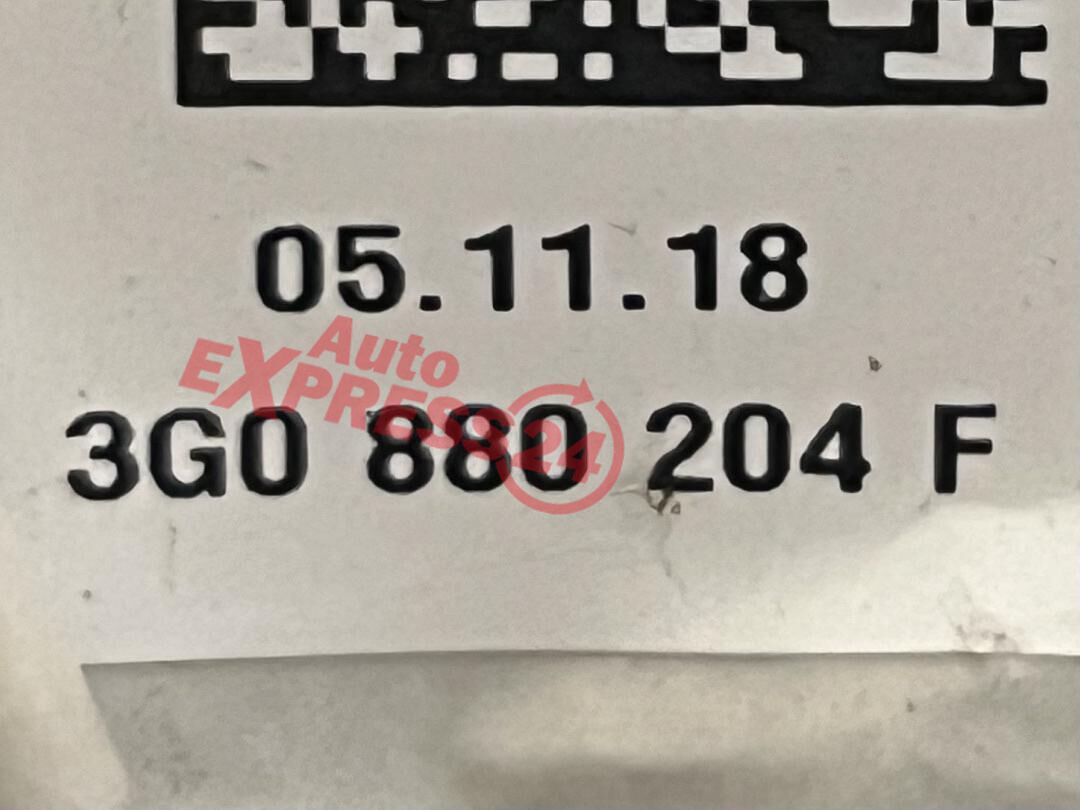 05.11.18
Auto
EXPRESS24
3G0 880 204 F